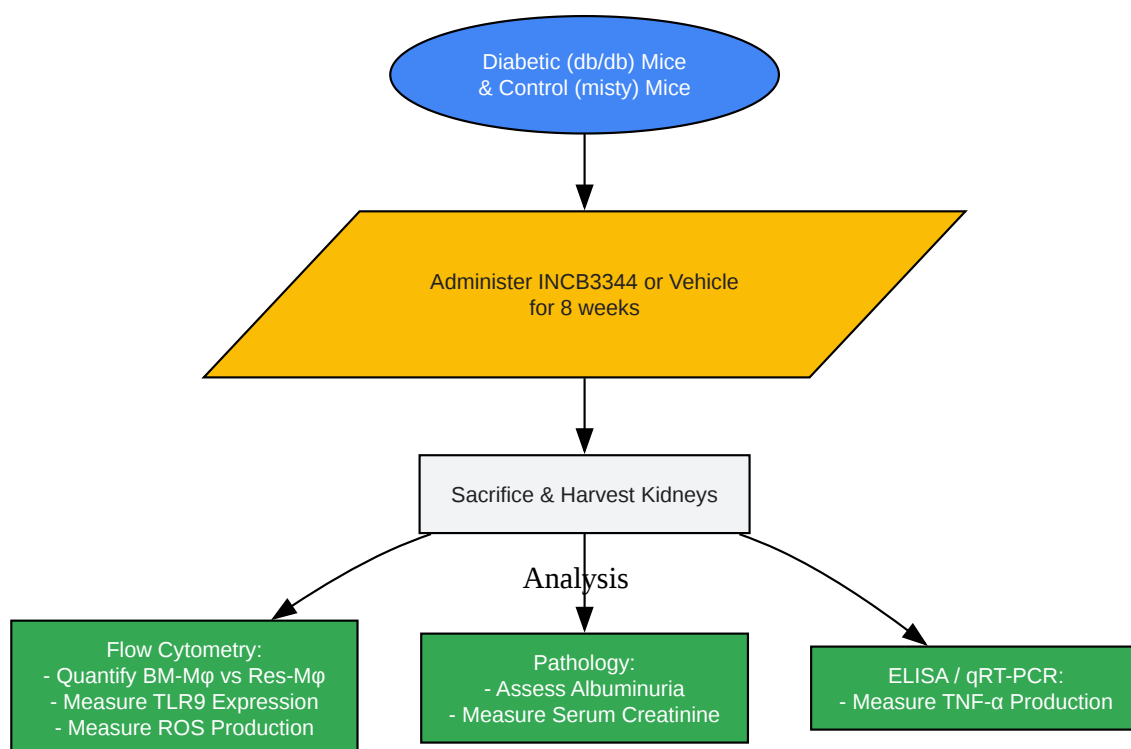 Diabetic (db/db) Mice
& Control (misty) Mice
Administer INCB3344 or Vehicle
for 8 weeks
Sacrifice & Harvest Kidneys
Analysis
Flow Cytometry:
- Quantify BM-Mφ vs Res-Mφ
- Measure TLR9 Expression
- Measure ROS Production
Pathology:
- Assess Albuminuria
- Measure Serum Creatinine
ELISA / qRT-PCR:
- Measure TNF-α Production